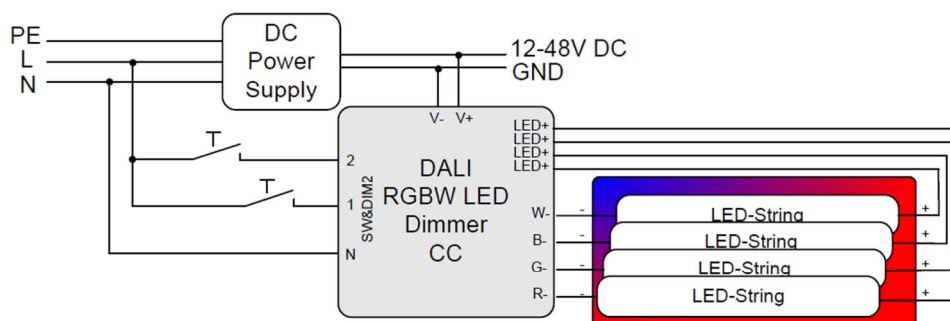 PE
L
N
DC
Power
Supply
12-48V DC
GND
V- V+
LED+
LED+
LED+
LED+
2
1
N
SW&DIM2
DALI
RGBW LED
Dimmer
CC
W-
B-
G-
R-
- LED-String +
- LED-String +
- LED-String +
- LED-String +